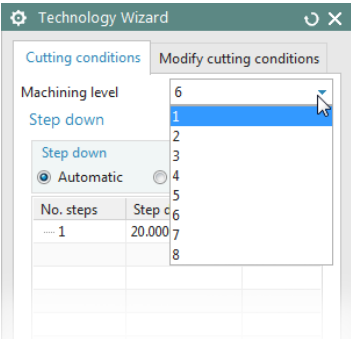 Technology Wizard
Cutting conditions Modify cutting conditions
Machining level 6
Step down 1
2
Step down 3
Automatic 4
5
No. steps Step 6
1 20.000 7
8